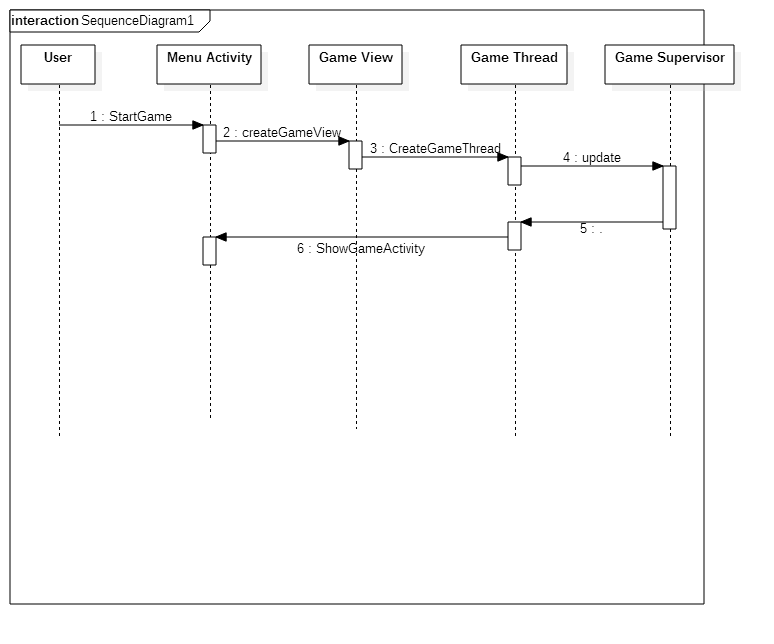 interaction SequenceDiagram1
User
Menu Activity
Game View
Game Thread
Game Supervisor
1 : StartGame
2 : createGameView
3 : CreateGameThread
4 : update
5 : .
6 : ShowGameActivity